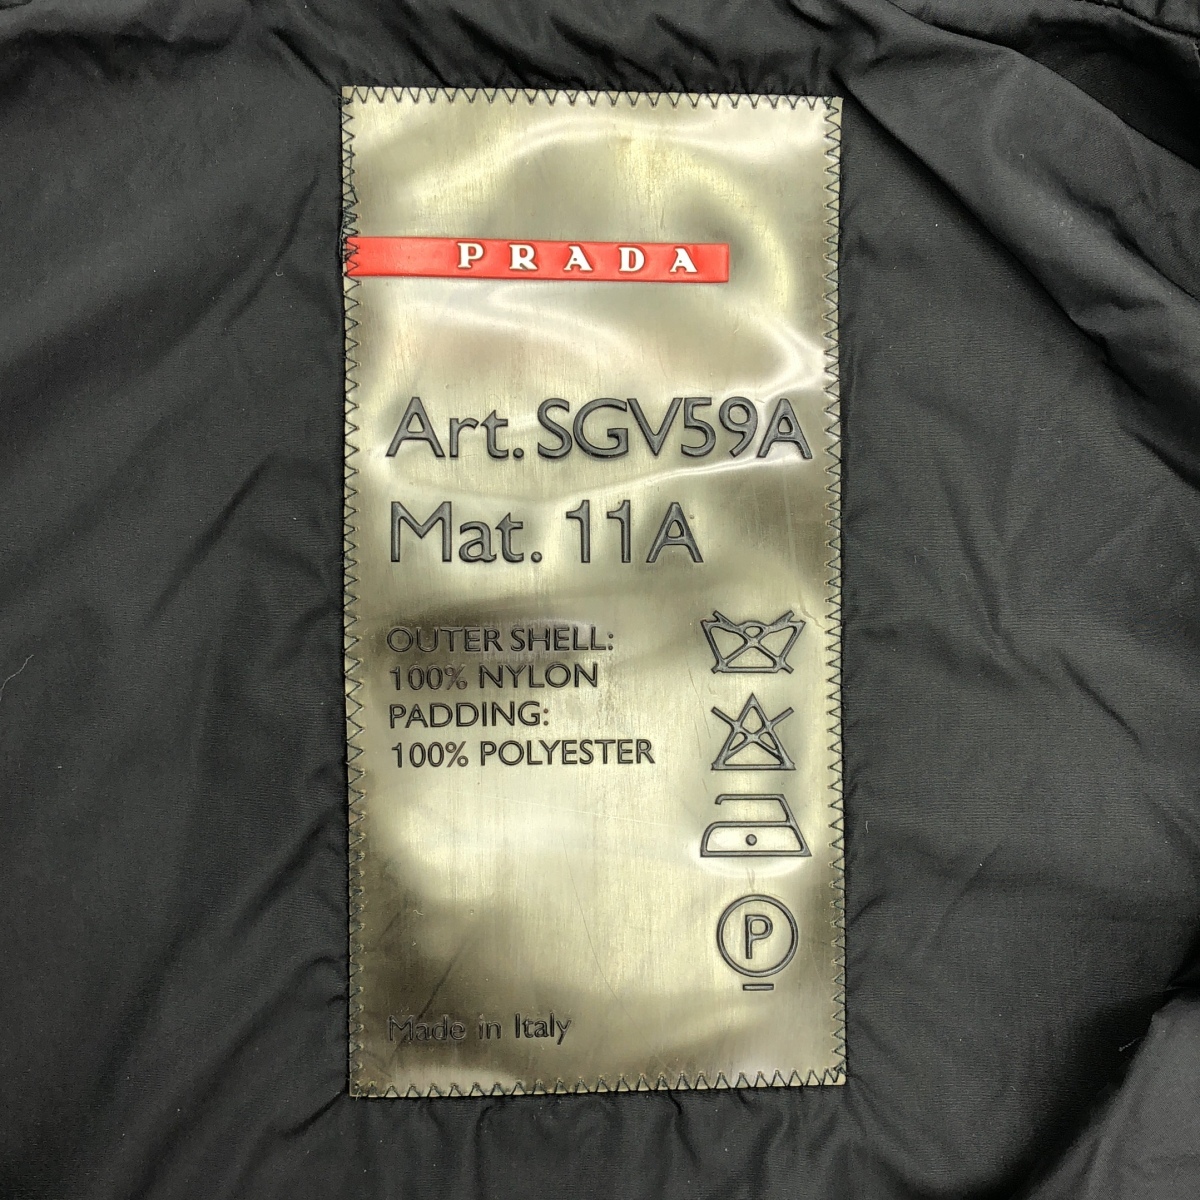 PRADA
Art. SGV59A
Mat. 11A
OUTER SHELL:
100% NYLON
PADDING:
100% POLYESTER
P
Made in Italy